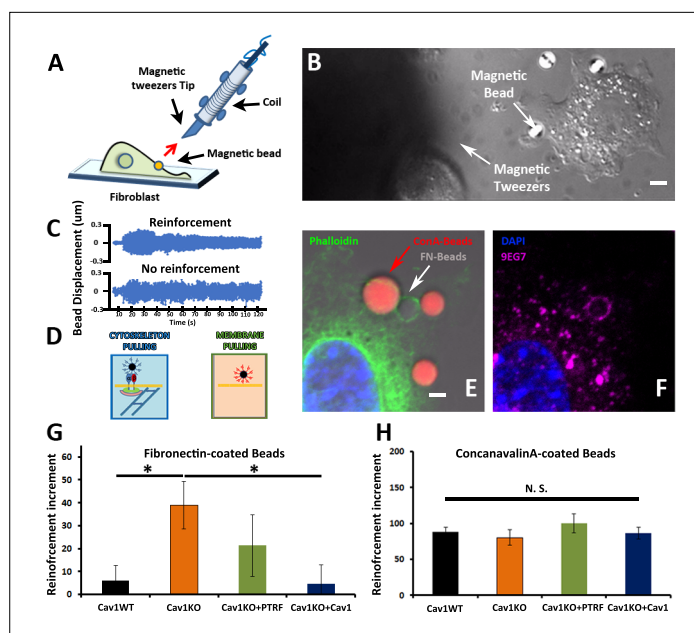 A
Magnetic
tweezers Tip
Coil
Magnetic bead
Fibroblast
B
Magnetic
Bead
Magnetic
Tweezers
C
Bead Displacement (um)
Reinforcement
0.3
0
-0.3
No reinforcement
0.3
0
-0.3
10 20 30 40 50 60 70 80 90 100 110 120
Time (s)
D
CYTOSKELETON
PULLING
MEMBRANE
PULLING
Phalloidin
ConA-Beads
FN-Beads
E
DAPI
9EG7
F
G
Fibronectin-coated Beads
Reinofrcement increment
60
50
40
30
20
10
0
* *
Cav1WT Cav1KO Cav1KO+PTRF Cav1KO+Cav1
H
ConcanavalinA-coated Beads
Reinofrcement increment
200
150
100
50
0
N. S.
Cav1WT Cav1KO Cav1KO+PTRF Cav1KO+Cav1